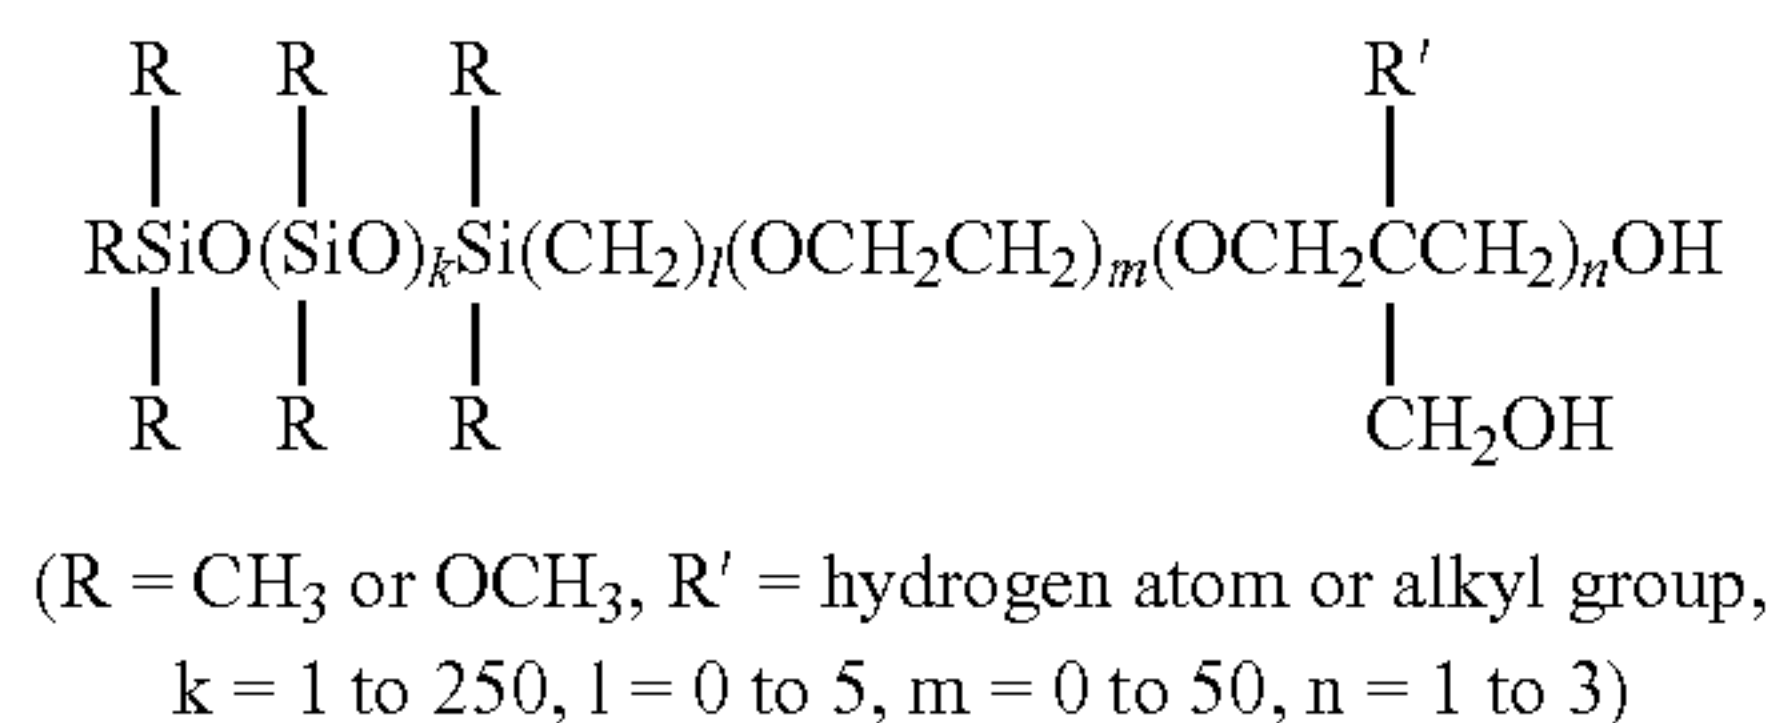 R R R R′
RSiO(SiO)ₖSi(CH₂)ₗ(OCH₂CH₂)ₘ(OCH₂CCH₂)ₙOH
R R R CH₂OH
(R = CH₃ or OCH₃, R′ = hydrogen atom or alkyl group,
k = 1 to 250, l = 0 to 5, m = 0 to 50, n = 1 to 3)